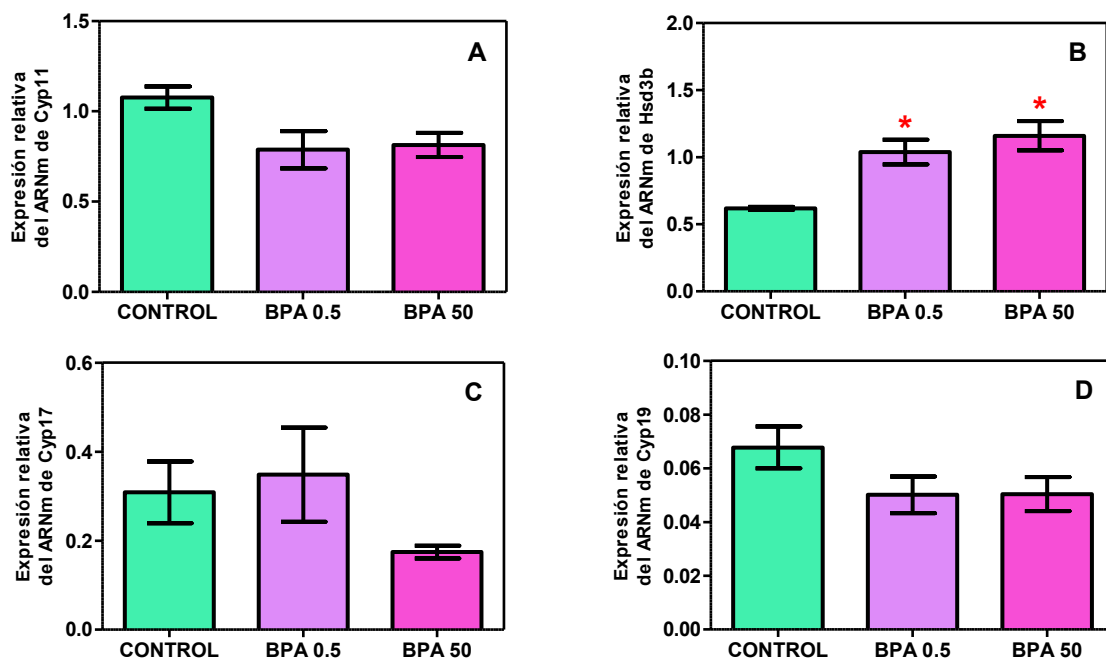 A
Expresión relativa
del ARNm de Cyp11
1.5
1.0
0.5
0.0
CONTROL BPA 0.5 BPA 50
B
Expresión relativa
del ARNm de Hsd3b
2.0
1.5
1.0
0.5
0.0
* *
CONTROL BPA 0.5 BPA 50
C
Expresión relativa
del ARNm de Cyp17
0.6
0.4
0.2
0.0
CONTROL BPA 0.5 BPA 50
D
Expresión relativa
del ARNm de Cyp19
0.10
0.08
0.06
0.04
0.02
0.00
CONTROL BPA 0.5 BPA 50